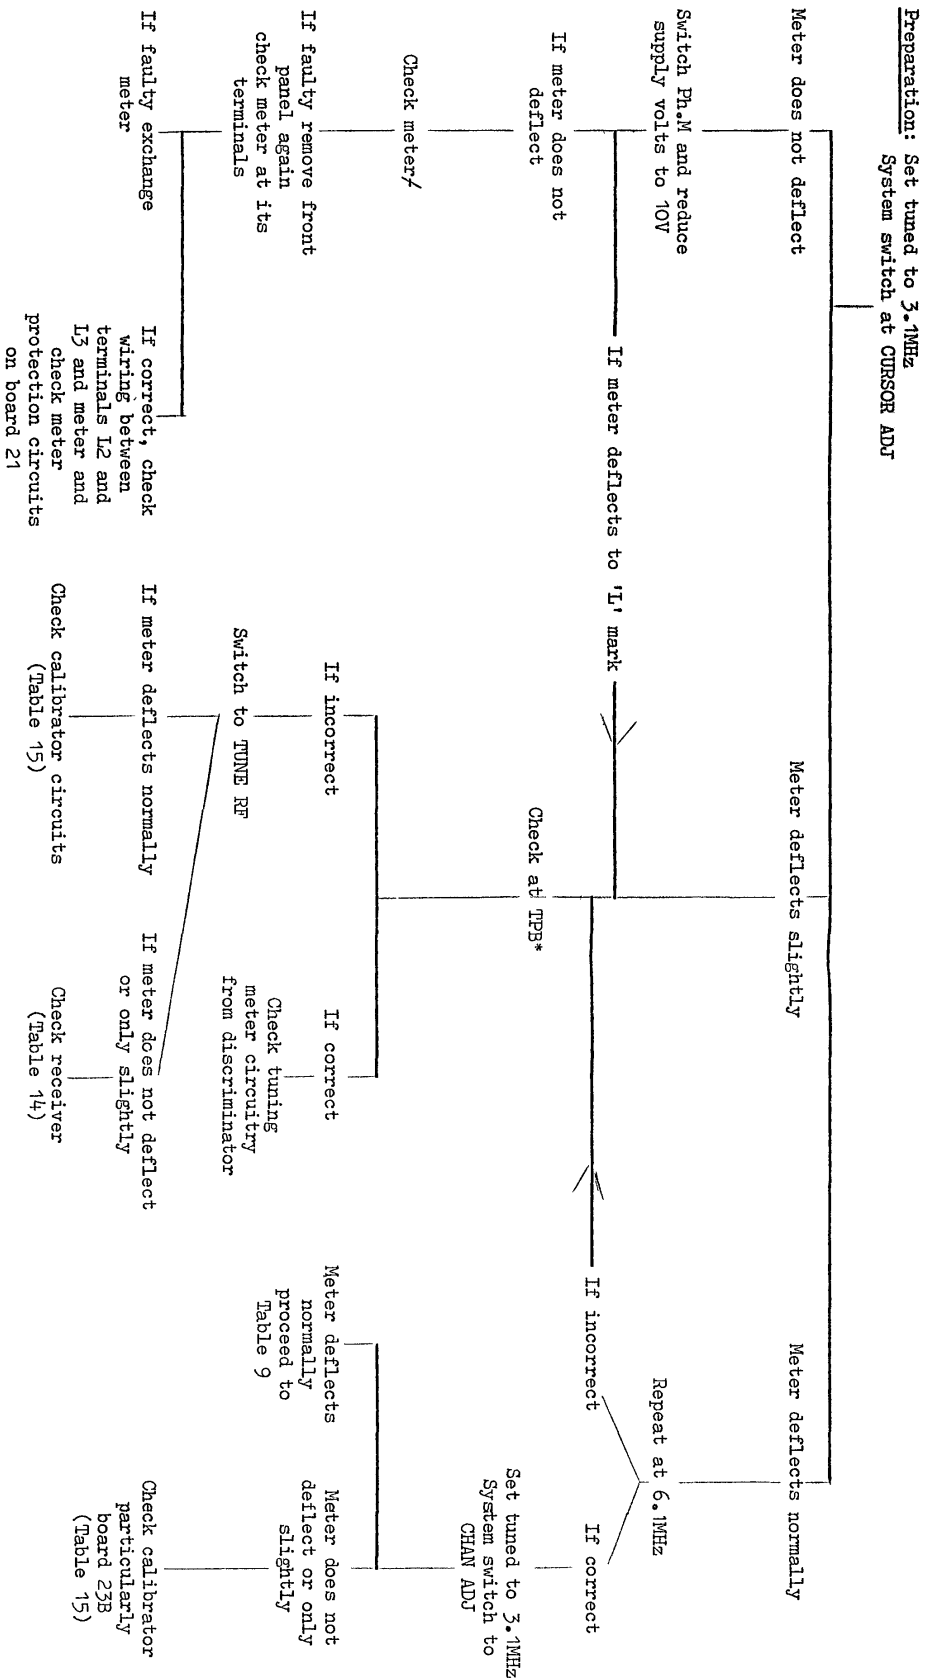 Preparation: Set tuned to 3.1MHz
System switch at CURSOR ADJ
Meter does not deflect
Meter deflects slightly
Meter deflects normally
Switch Ph.M and reduce
supply volts to 10V
Repeat at 6.1MHz
If meter deflects to 'L' mark
If incorrect
If correct
If meter does not
deflect
Check at TPB*
Set tuned to 3.1MHz
System switch to
CHAN ADJ
Check meter/
If faulty remove front
panel again
check meter at its
terminals
If incorrect
If correct
Meter deflects
normally
proceed to
Table 9
Meter does not
deflect or only
slightly
Switch to TUNE RF
Check tuning
meter circuitry
from discriminator
If faulty exchange
meter
If correct, check
wiring between
terminals L2 and
L3 and meter and
check meter
protection circuits
on board 21
If meter deflects normally
If meter does not deflect
or only slightly
Check calibrator
particularly
board 23B
(Table 15)
Check calibrator circuits
(Table 15)
Check receiver
(Table 14)